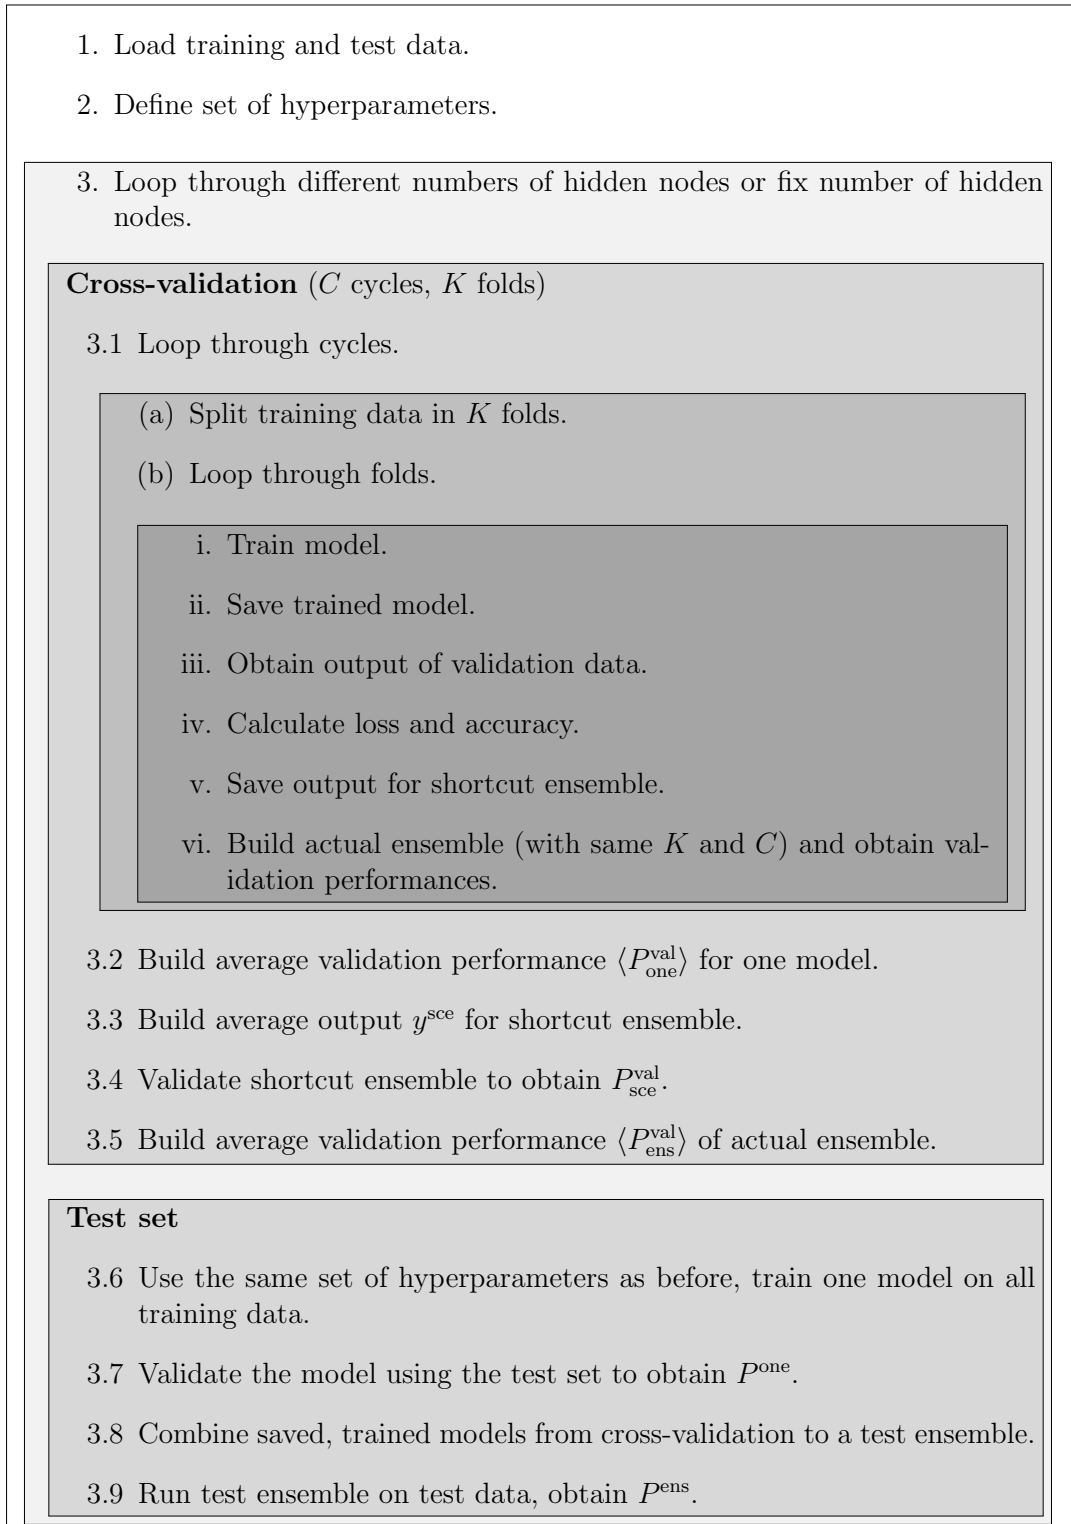 1. Load training and test data.
2. Define set of hyperparameters.
3. Loop through different numbers of hidden nodes or fix number of hidden
nodes.
Cross-validation (C cycles, K folds)
3.1 Loop through cycles.
(a) Split training data in K folds.
(b) Loop through folds.
i. Train model.
ii. Save trained model.
iii. Obtain output of validation data.
iv. Calculate loss and accuracy.
v. Save output for shortcut ensemble.
vi. Build actual ensemble (with same K and C) and obtain val-
idation performances.
3.2 Build average validation performance ⟨P^val_one⟩ for one model.
3.3 Build average output y^sce for shortcut ensemble.
3.4 Validate shortcut ensemble to obtain P^val_sce.
3.5 Build average validation performance ⟨P^val_ens⟩ of actual ensemble.
Test set
3.6 Use the same set of hyperparameters as before, train one model on all
training data.
3.7 Validate the model using the test set to obtain P^one.
3.8 Combine saved, trained models from cross-validation to a test ensemble.
3.9 Run test ensemble on test data, obtain P^ens.